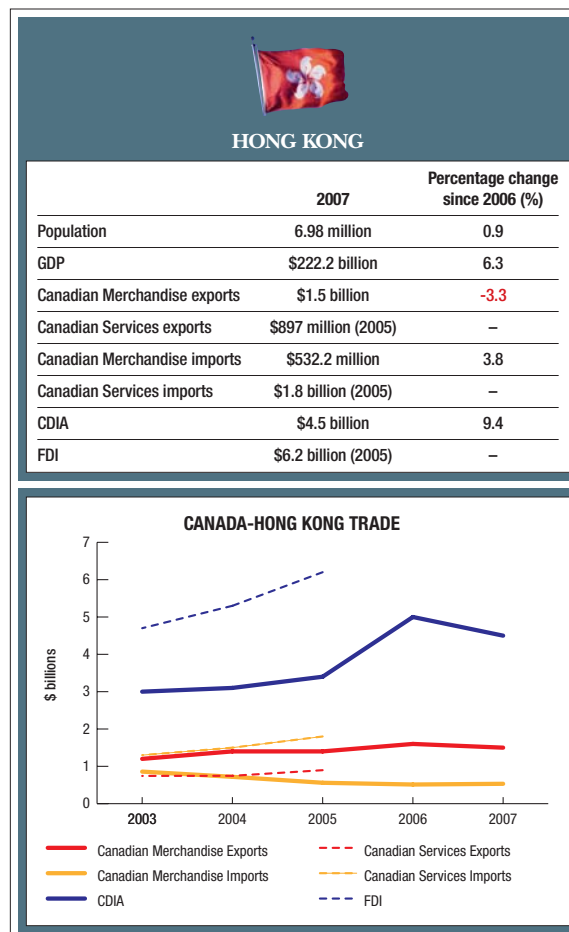 HONG KONG
2007
Percentage change
since 2006 (%)
Population 6.98 million 0.9
GDP $222.2 billion 6.3
Canadian Merchandise exports $1.5 billion -3.3
Canadian Services exports $897 million (2005) –
Canadian Merchandise imports $532.2 million 3.8
Canadian Services imports $1.8 billion (2005) –
CDIA $4.5 billion 9.4
FDI $6.2 billion (2005) –
CANADA-HONG KONG TRADE
$ billions
7
6
5
4
3
2
1
0
2003 2004 2005 2006 2007
Canadian Merchandise Exports Canadian Services Exports
Canadian Merchandise Imports Canadian Services Imports
CDIA FDI